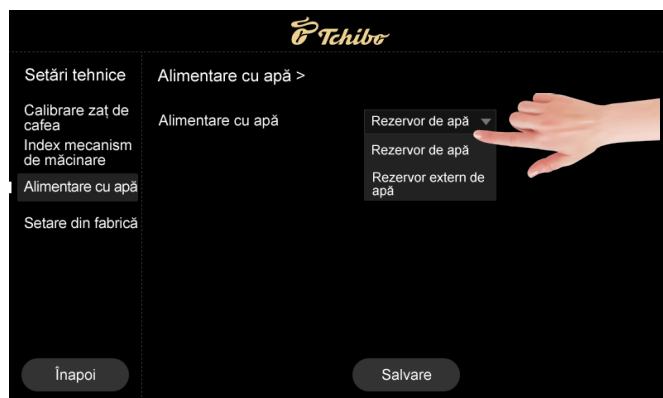 Tchibo
Setări tehnice
Calibrare zaț de
cafea
Index mecanism
de măcinare
Alimentare cu apă
Setare din fabrică
Alimentare cu apă >
Alimentare cu apă
Rezervor de apă
Rezervor de apă
Rezervor extern de
apă
Înapoi
Salvare